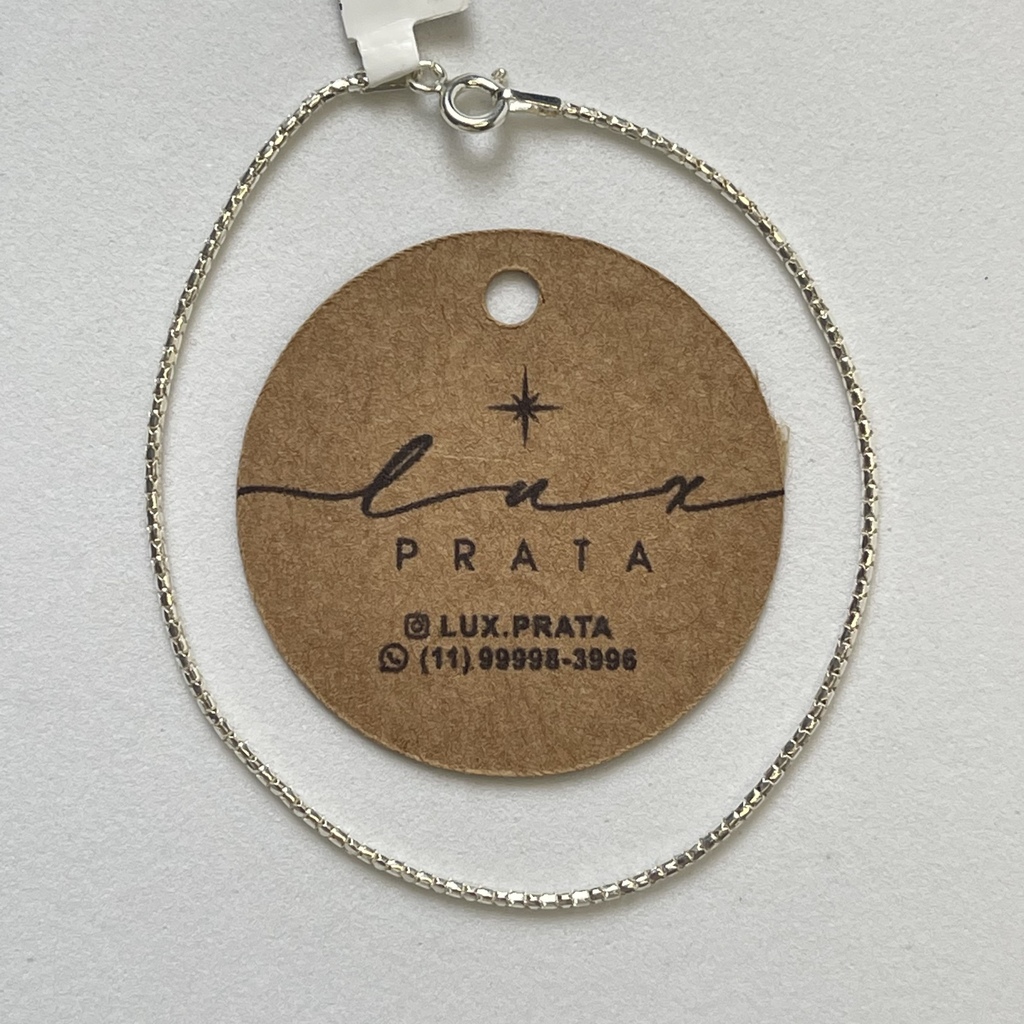 lux
PRATA
LUX.PRATA
(11) 99998-3996